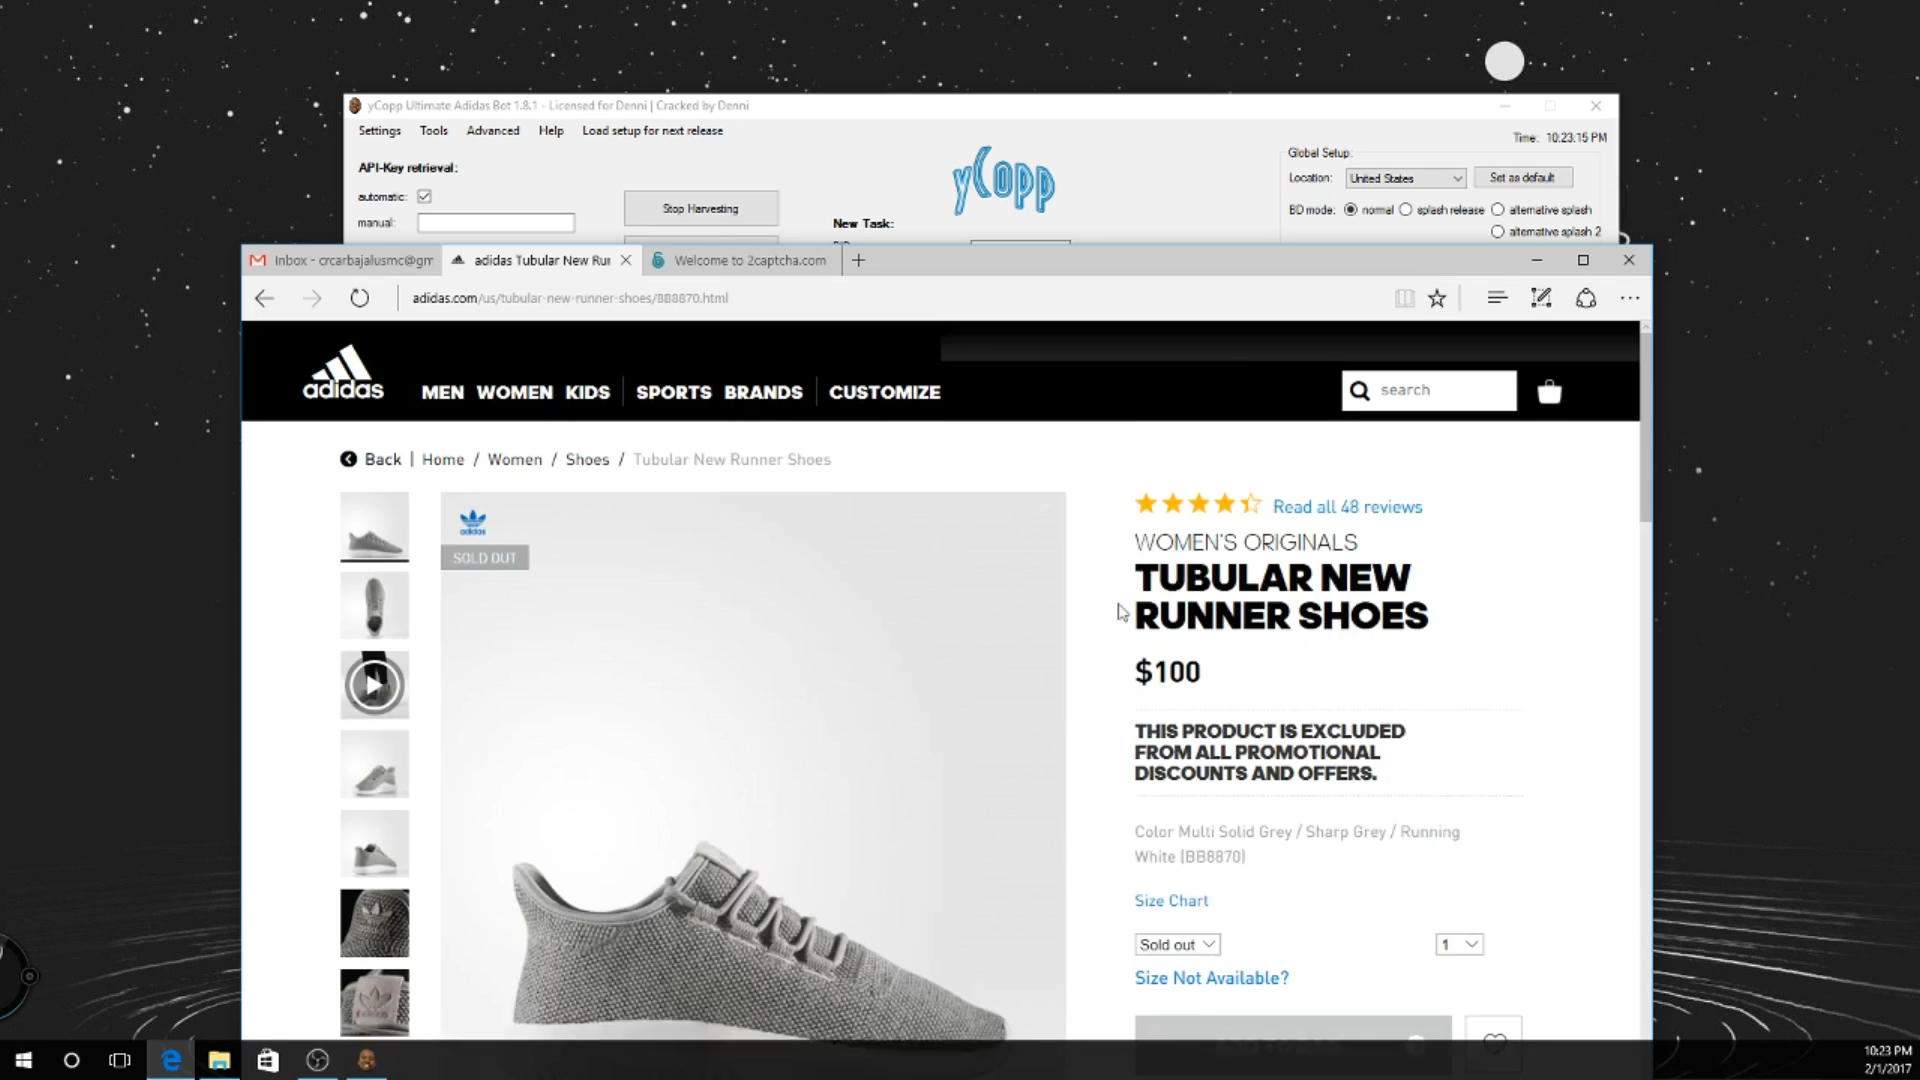 yCopp Ultimate Adidas Bot 1.8.1 - Licensed for Denni | Cracked by Denni
Settings Tools Advanced Help Load setup for next release
Time: 10:23:15 PM
API-Key retrieval:
automatic:
manual:
Stop Harvesting
yCopp
New Task:
Global Setup:
Location: United States Set as default
BD mode: normal splash release alternative splash
alternative splash 2
Inbox - crcarbajalusmc@gm
adidas Tubular New Rur
Welcome to 2captcha.com
adidas.com/us/tubular-new-runner-shoes/BB8870.html
adidas
MEN WOMEN KIDS SPORTS BRANDS CUSTOMIZE
search
Back | Home / Women / Shoes / Tubular New Runner Shoes
adidas
SOLD OUT
Read all 48 reviews
WOMEN'S ORIGINALS
TUBULAR NEW
RUNNER SHOES
$100
THIS PRODUCT IS EXCLUDED
FROM ALL PROMOTIONAL
DISCOUNTS AND OFFERS.
Color Multi Solid Grey / Sharp Grey / Running
White (BB8870)
Size Chart
Sold out 1
Size Not Available?
10:23 PM
2/1/2017